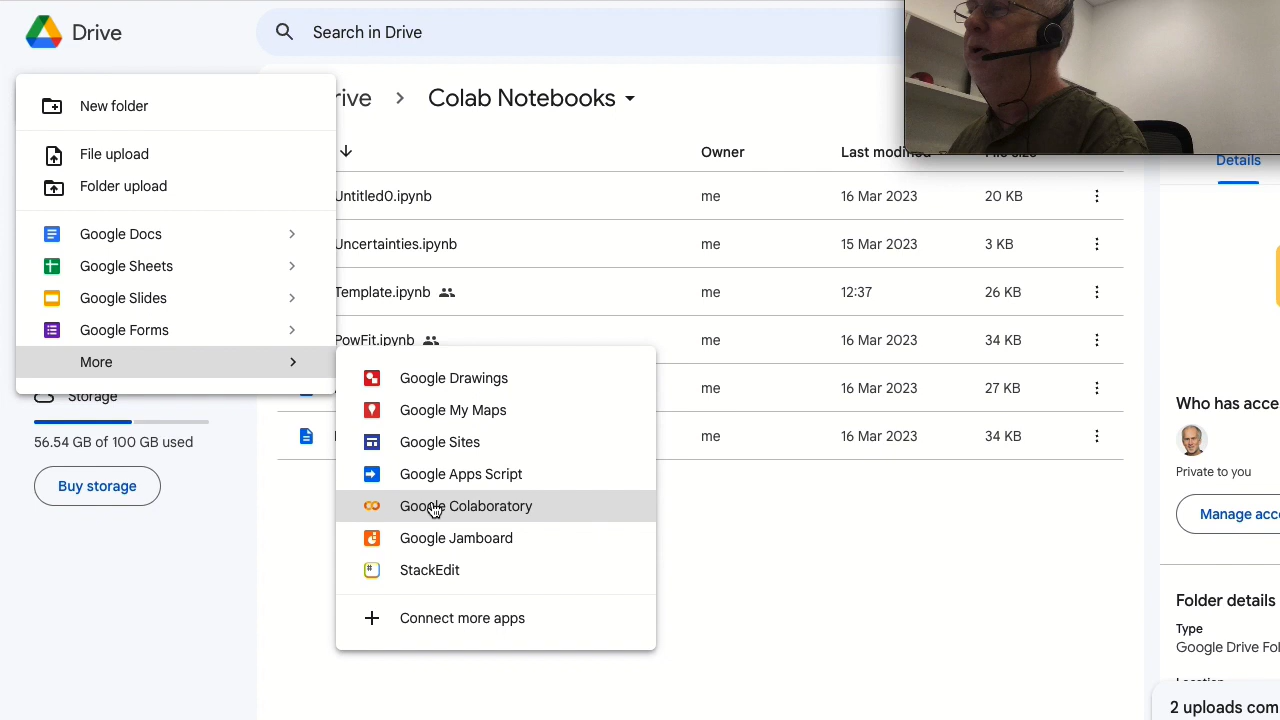 Drive
Search in Drive
New folder
File upload
Folder upload
Google Docs
Google Sheets
Google Slides
Google Forms
More
Storage
56.54 GB of 100 GB used
Buy storage
rive
Colab Notebooks
Owner
Last modified
File size
Untitled0.ipynb me 16 Mar 2023 20 KB
Uncertainties.ipynb me 15 Mar 2023 3 KB
Template.ipynb me 12:37 26 KB
PowFit.ipynb me 16 Mar 2023 34 KB
me 16 Mar 2023 27 KB
me 16 Mar 2023 34 KB
Google Drawings
Google My Maps
Google Sites
Google Apps Script
Google Colaboratory
Google Jamboard
StackEdit
Connect more apps
Details
Who has acce
Private to you
Manage acc
Folder details
Type
Google Drive Fol
Location
2 uploads com